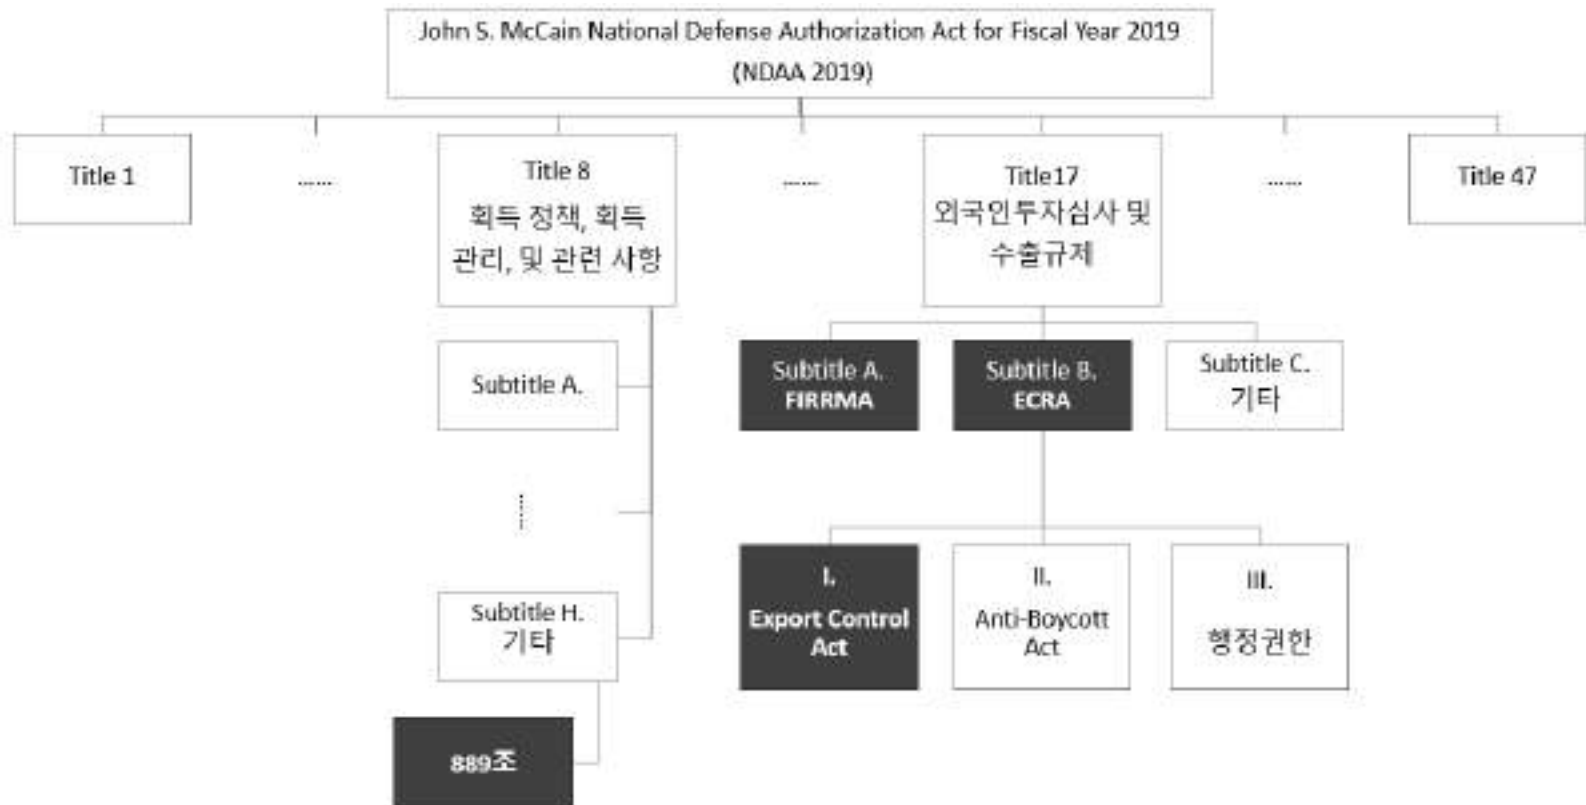 John S. McCain National Defense Authorization Act for Fiscal Year 2019
(NDAA 2019)
Title 1
......
Title 8
획득 정책, 획득
관리, 및 관련 사항
......
Title17
외국인투자심사 및
수출규제
......
Title 47
Subtitle A.
......
Subtitle H.
기타
889조
Subtitle A.
FIRRMA
Subtitle B.
ECRA
Subtitle C.
기타
I.
Export Control
Act
II.
Anti-Boycott
Act
III.
행정권한